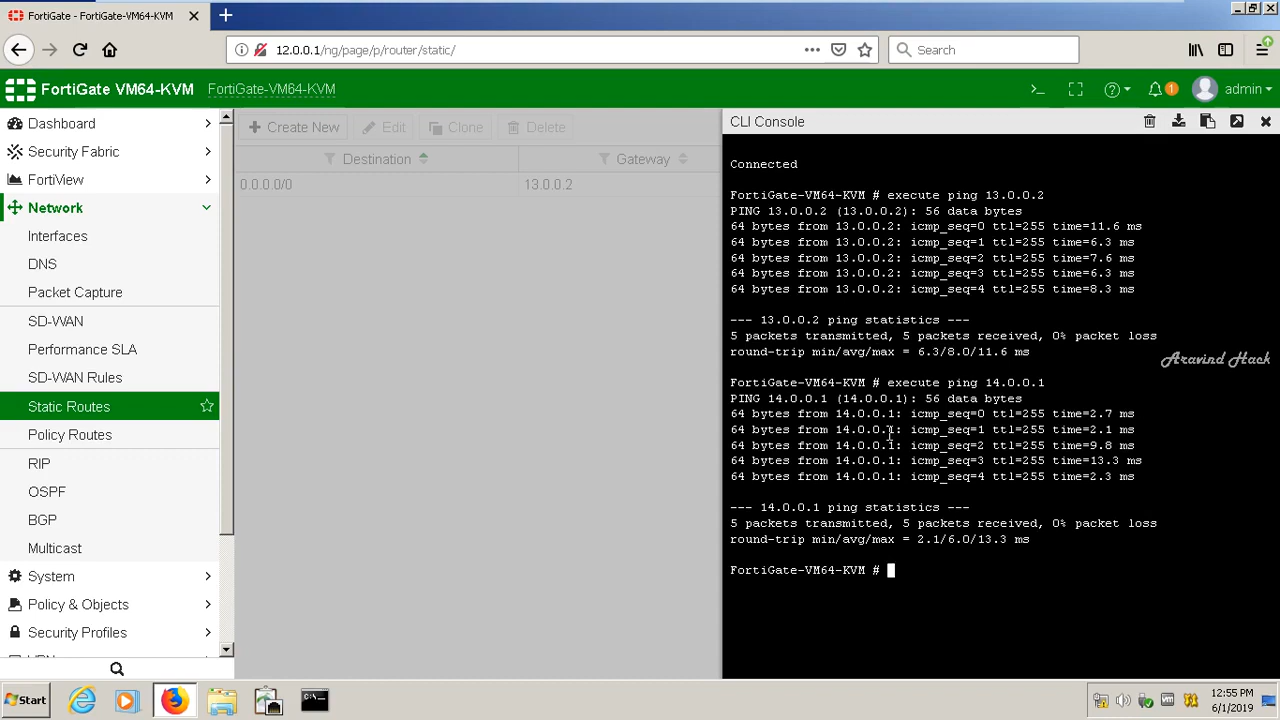 FortiGate - FortiGate-VM64-KVM
12.0.0.1/ng/page/p/router/static/
Search
FortiGate VM64-KVM
FortiGate-VM64-KVM
>_
1
admin
Dashboard
Security Fabric
FortiView
Network
Interfaces
DNS
Packet Capture
SD-WAN
Performance SLA
SD-WAN Rules
Static Routes
Policy Routes
RIP
OSPF
BGP
Multicast
System
Policy & Objects
Security Profiles
Create New Edit Clone Delete
Destination Gateway
0.0.0.0/0 13.0.0.2
CLI Console
Connected
FortiGate-VM64-KVM # execute ping 13.0.0.2
PING 13.0.0.2 (13.0.0.2): 56 data bytes
64 bytes from 13.0.0.2: icmp_seq=0 ttl=255 time=11.6 ms
64 bytes from 13.0.0.2: icmp_seq=1 ttl=255 time=6.3 ms
64 bytes from 13.0.0.2: icmp_seq=2 ttl=255 time=7.6 ms
64 bytes from 13.0.0.2: icmp_seq=3 ttl=255 time=6.3 ms
64 bytes from 13.0.0.2: icmp_seq=4 ttl=255 time=8.3 ms
--- 13.0.0.2 ping statistics ---
5 packets transmitted, 5 packets received, 0% packet loss
round-trip min/avg/max = 6.3/8.0/11.6 ms
Aravind Hack
FortiGate-VM64-KVM # execute ping 14.0.0.1
PING 14.0.0.1 (14.0.0.1): 56 data bytes
64 bytes from 14.0.0.1: icmp_seq=0 ttl=255 time=2.7 ms
64 bytes from 14.0.0.1: icmp_seq=1 ttl=255 time=2.1 ms
64 bytes from 14.0.0.1: icmp_seq=2 ttl=255 time=9.8 ms
64 bytes from 14.0.0.1: icmp_seq=3 ttl=255 time=13.3 ms
64 bytes from 14.0.0.1: icmp_seq=4 ttl=255 time=2.3 ms
--- 14.0.0.1 ping statistics ---
5 packets transmitted, 5 packets received, 0% packet loss
round-trip min/avg/max = 2.1/6.0/13.3 ms
FortiGate-VM64-KVM #
Start
12:55 PM
6/1/2019